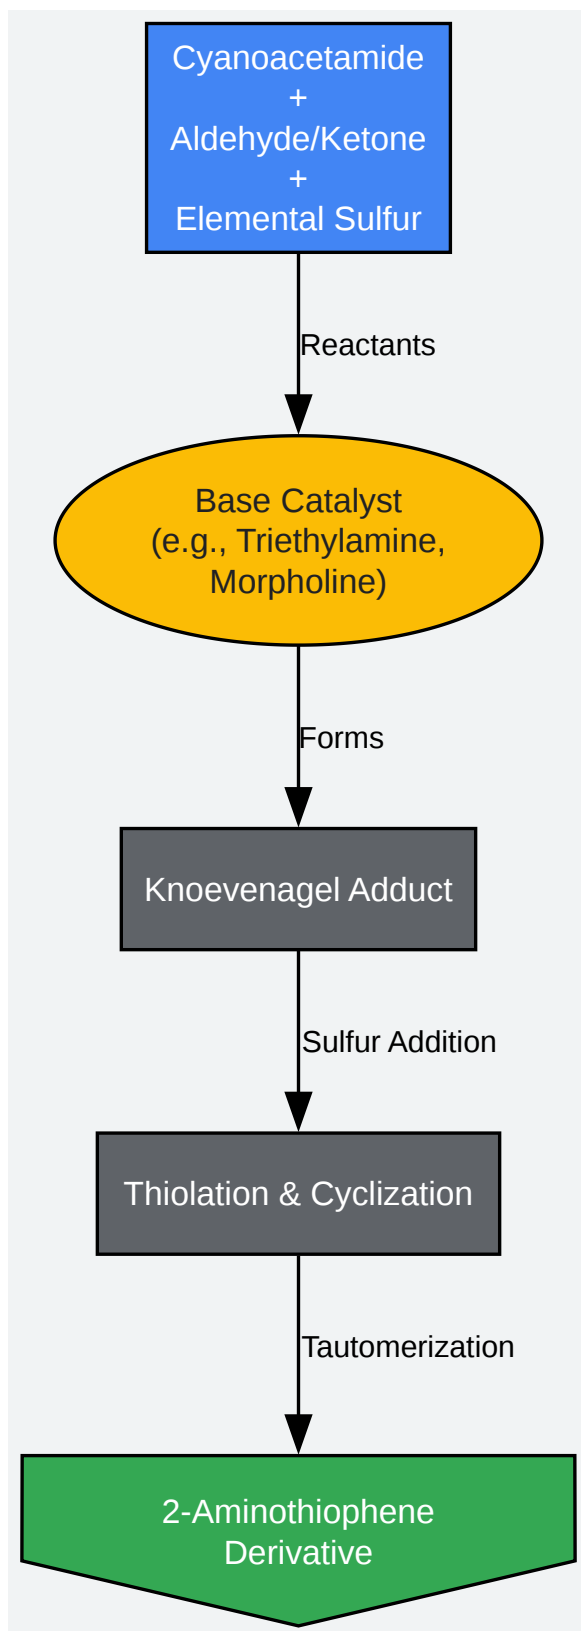 Cyanoacetamide
+
Aldehyde/Ketone
+
Elemental Sulfur
Reactants
Base Catalyst
(e.g., Triethylamine,
Morpholine)
Forms
Knoevenagel Adduct
Sulfur Addition
Thiolation & Cyclization
Tautomerization
2-Aminothiophene
Derivative